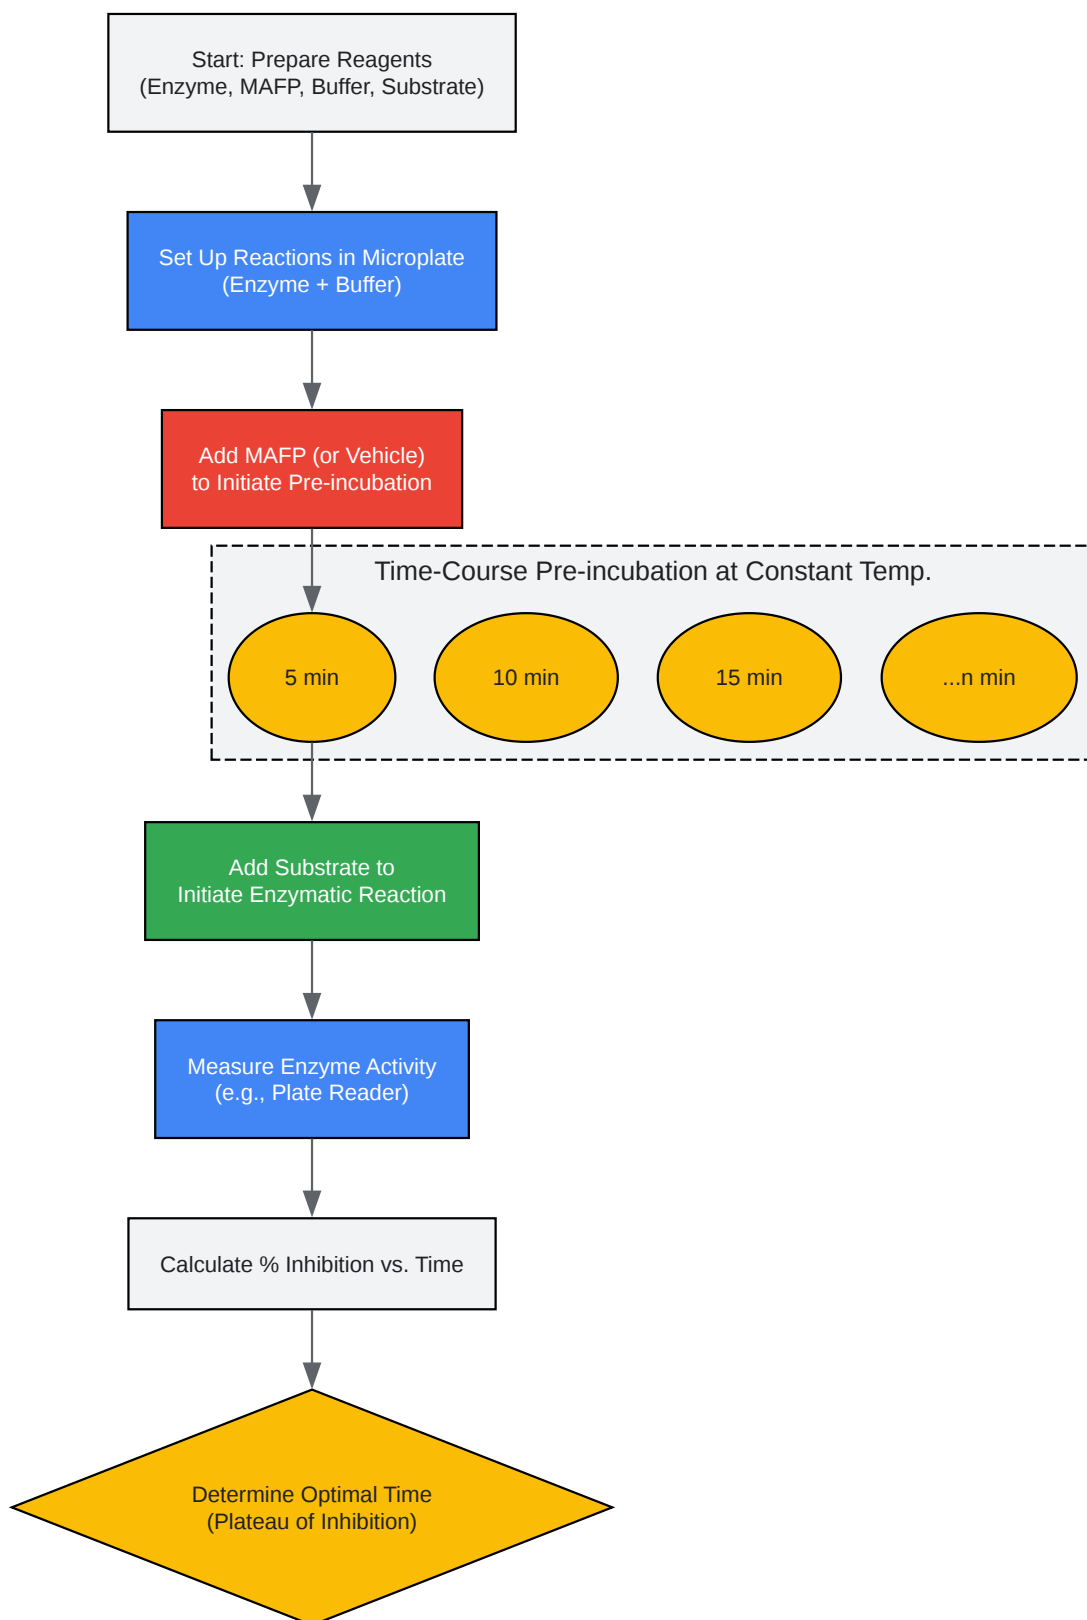 Start: Prepare Reagents
(Enzyme, MAFP, Buffer, Substrate)
Set Up Reactions in Microplate
(Enzyme + Buffer)
Add MAFP (or Vehicle)
to Initiate Pre-incubation
Time-Course Pre-incubation at Constant Temp.
5 min
10 min
15 min
...n min
Add Substrate to
Initiate Enzymatic Reaction
Measure Enzyme Activity
(e.g., Plate Reader)
Calculate % Inhibition vs. Time
Determine Optimal Time
(Plateau of Inhibition)